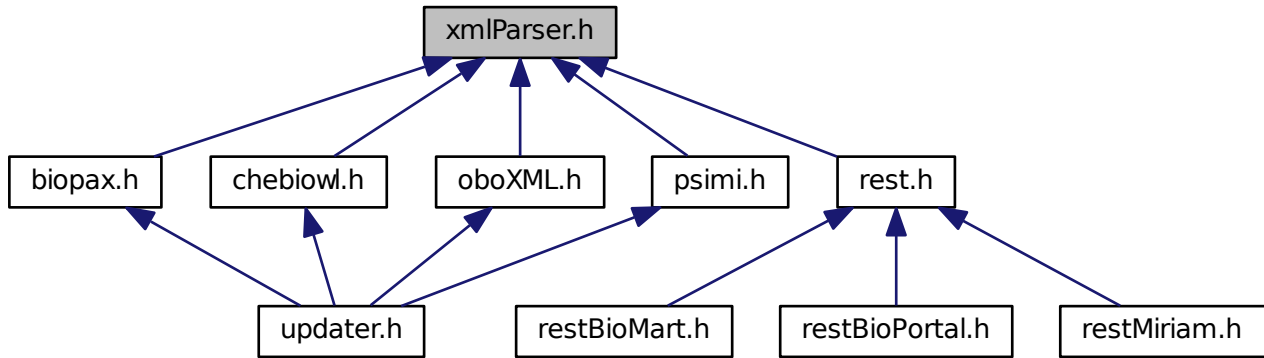 xmlParser.h
biopax.h
chebiowl.h
oboXML.h
psimi.h
rest.h
updater.h
restBioMart.h
restBioPortal.h
restMiriam.h